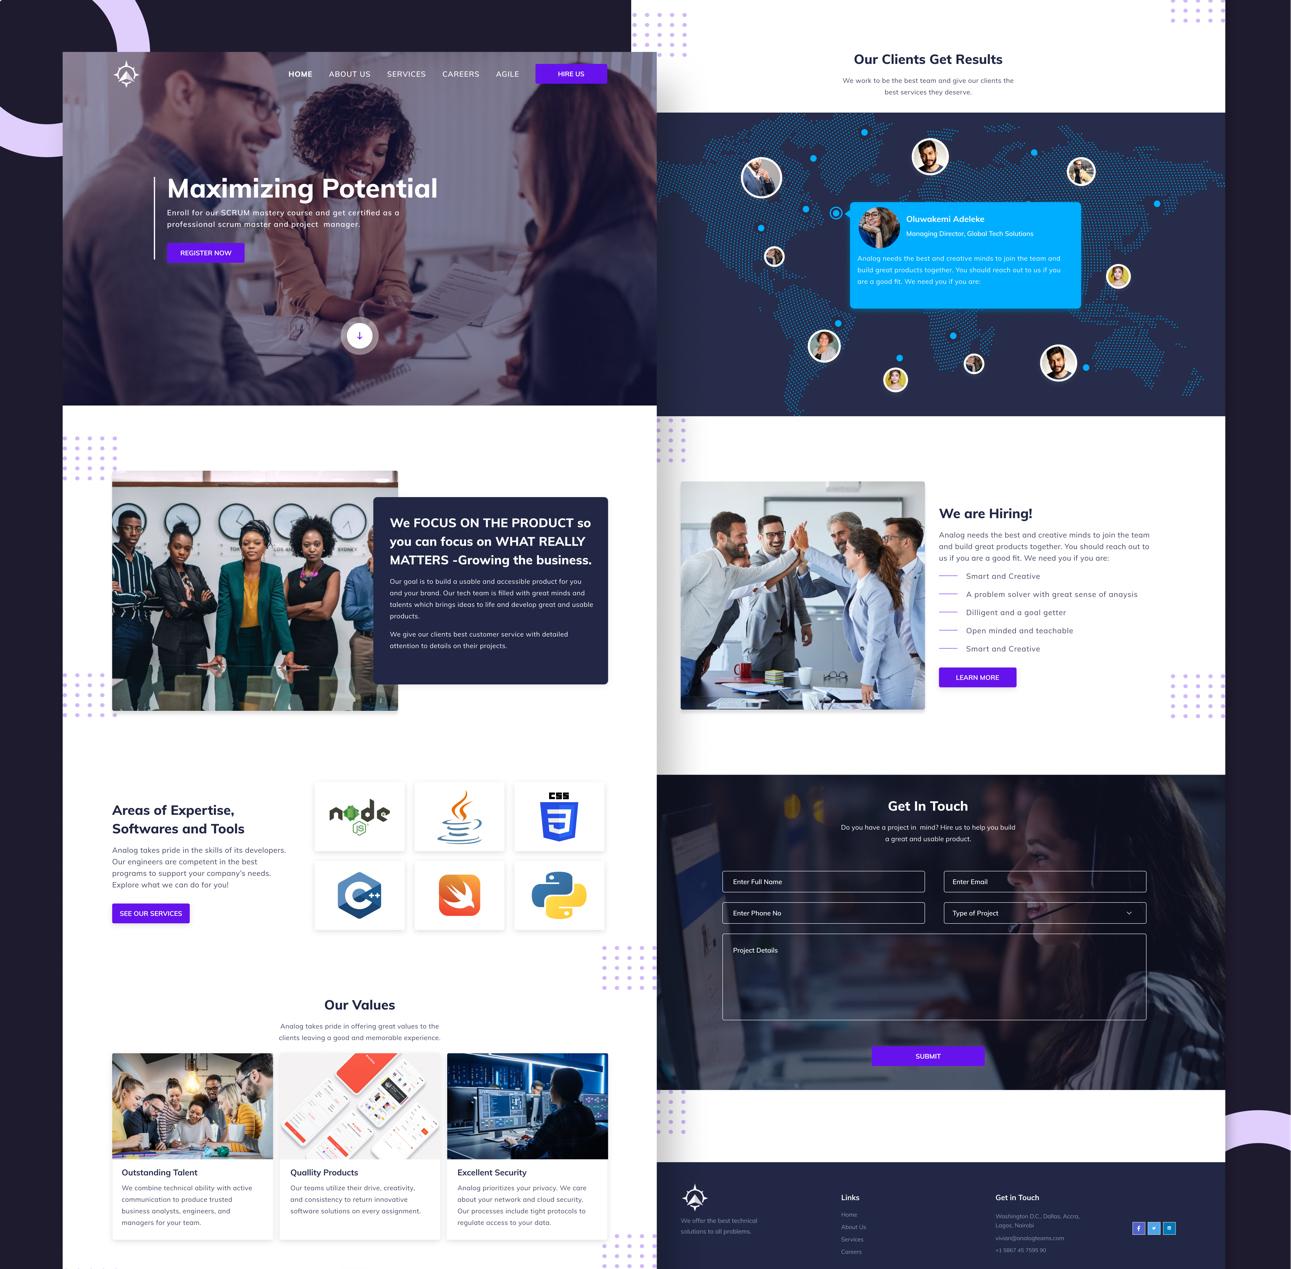 HOME ABOUT US SERVICES CAREERS AGILE HIRE US
Maximizing Potential
Enroll for our SCRUM mastery course and get certified as a
professional scrum master and project manager.
REGISTER NOW
We FOCUS ON THE PRODUCT so
you can focus on WHAT REALLY
MATTERS -Growing the business.
Our goal is to build a usable and accessible product for you
and your brand. Our tech team is filled with great minds and
talents which brings ideas to life and develop great and usable
products.
We give our clients best customer service with detailed
attention to details on their projects.
Areas of Expertise,
Softwares and Tools
Analog takes pride in the skills of its developers.
Our engineers are competent in the best
programs to support your company's needs.
Explore what we can do for you!
SEE OUR SERVICES
node
JS
CSS
3
C++
Our Values
Analog takes pride in offering great values to the
clients leaving a good and memorable experience.
Outstanding Talent
We combine technical ability with active
communication to produce trusted
business analysts, engineers, and
managers for your team.
Quallity Products
Our teams utilize their drive, creativity,
and consistency to return innovative
software solutions on every assignment.
Excellent Security
Analog prioritizes your privacy. We care
about your network and cloud security.
Our processes include tight protocols to
regulate access to your data.
Our Clients Get Results
We work to be the best team and give our clients the
best services they deserve.
Oluwakemi Adeleke
Managing Director, Global Tech Solutions
Analog needs the best and creative minds to join the team and
build great products together. You should reach out to us if you
are a good fit. We need you if you are:
We are Hiring!
Analog needs the best and creative minds to join the team
and build great products together. You should reach out to
us if you are a good fit. We need you if you are:
Smart and Creative
A problem solver with great sense of anaysis
Dilligent and a goal getter
Open minded and teachable
Smart and Creative
LEARN MORE
Get In Touch
Do you have a project in mind? Hire us to help you build
a great and usable product.
Enter Full Name
Enter Email
Enter Phone No
Type of Project
Project Details
SUBMIT
We offer the best technical
solutions to all problems.
Links
Home
About Us
Services
Careers
Get in Touch
Washington D.C., Dallas, Accra,
Lagos, Nairobi
vivian@analogteams.com
+1 5867 45 7595 90